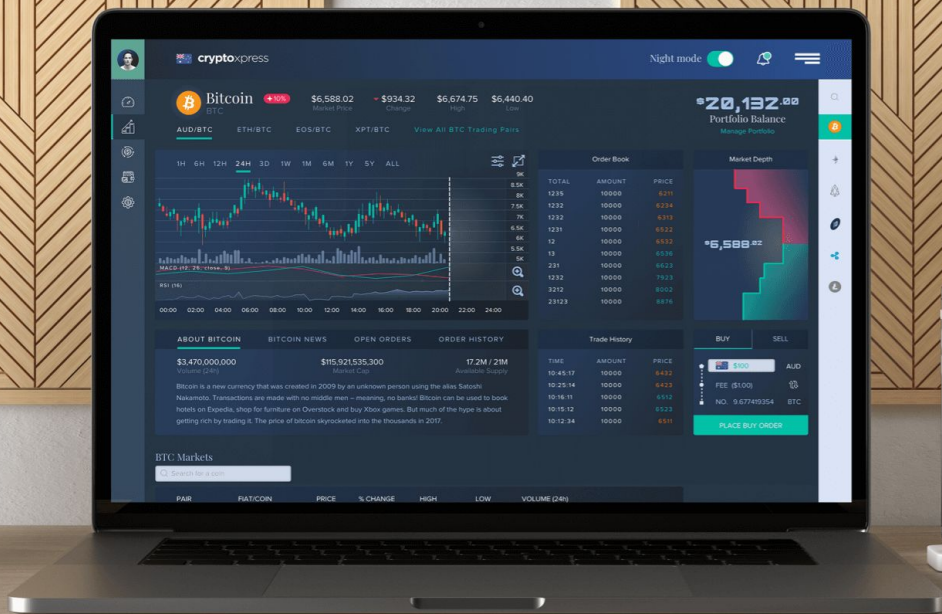 cryptoxpress
Night mode
Bitcoin
BTC
+10%
$6,588.02
Market Price
$934.32
Change
$6,674.75
High
$6,440.40
Low
$20,132.00
Portfolio Balance
Manage Portfolio
AUD/BTC ETH/BTC EOS/BTC XPT/BTC View All BTC Trading Pairs
1H 6H 12H 24H 3D 1W 1M 6M 1Y 5Y ALL
9K
8.5K
8K
7.5K
7K
6.5K
6K
5.5K
5K
MACD (12, 26, close, 9)
RSI (16)
00:00 02:00 04:00 06:00 08:00 10:00 12:00 14:00 16:00 18:00 20:00 22:00 24:00
Order Book
TOTAL AMOUNT PRICE
1235 10000 6211
1232 10000 6234
1232 10000 6313
1231 10000 6522
12 10000 6532
13 10000 6536
231 10000 6623
1232 10000 7923
3212 10000 8002
23123 10000 8876
Market Depth
$6,588.02
ABOUT BITCOIN BITCOIN NEWS OPEN ORDERS ORDER HISTORY
$3,470,000,000
Volume (24h)
$115,921,535,300
Market Cap
17.2M / 21M
Available Supply
Bitcoin is a new currency that was created in 2009 by an unknown person using the alias Satoshi
Nakamoto. Transactions are made with no middle men – meaning, no banks! Bitcoin can be used to book
hotels on Expedia, shop for furniture on Overstock and buy Xbox games. But much of the hype is about
getting rich by trading it. The price of bitcoin skyrocketed into the thousands in 2017.
Trade History
TIME AMOUNT PRICE
10:45:17 10000 6432
10:25:14 10000 6423
10:16:11 10000 6512
10:15:12 10000 6523
10:12:34 10000 6511
BUY SELL
$100 AUD
FEE ($1.00)
NO. 9.677419354 BTC
PLACE BUY ORDER
BTC Markets
Search for a coin
PAIR FIAT/COIN PRICE % CHANGE HIGH LOW VOLUME (24h)